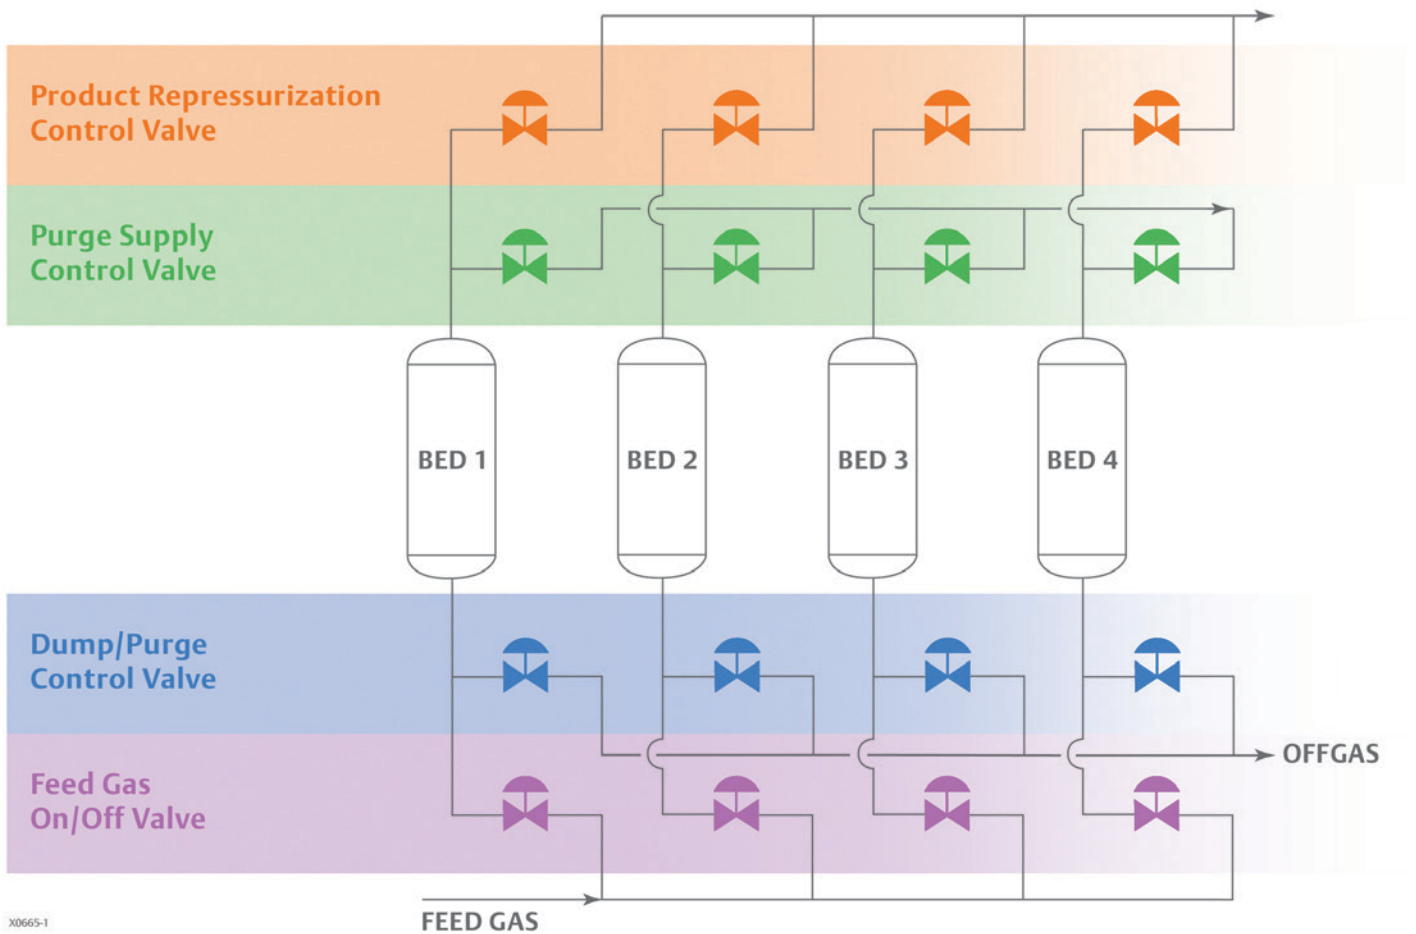 Product Repressurization
Control Valve
Purge Supply
Control Valve
BED 1
BED 2
BED 3
BED 4
Dump/Purge
Control Valve
OFFGAS
Feed Gas
On/Off Valve
FEED GAS
X0665-1